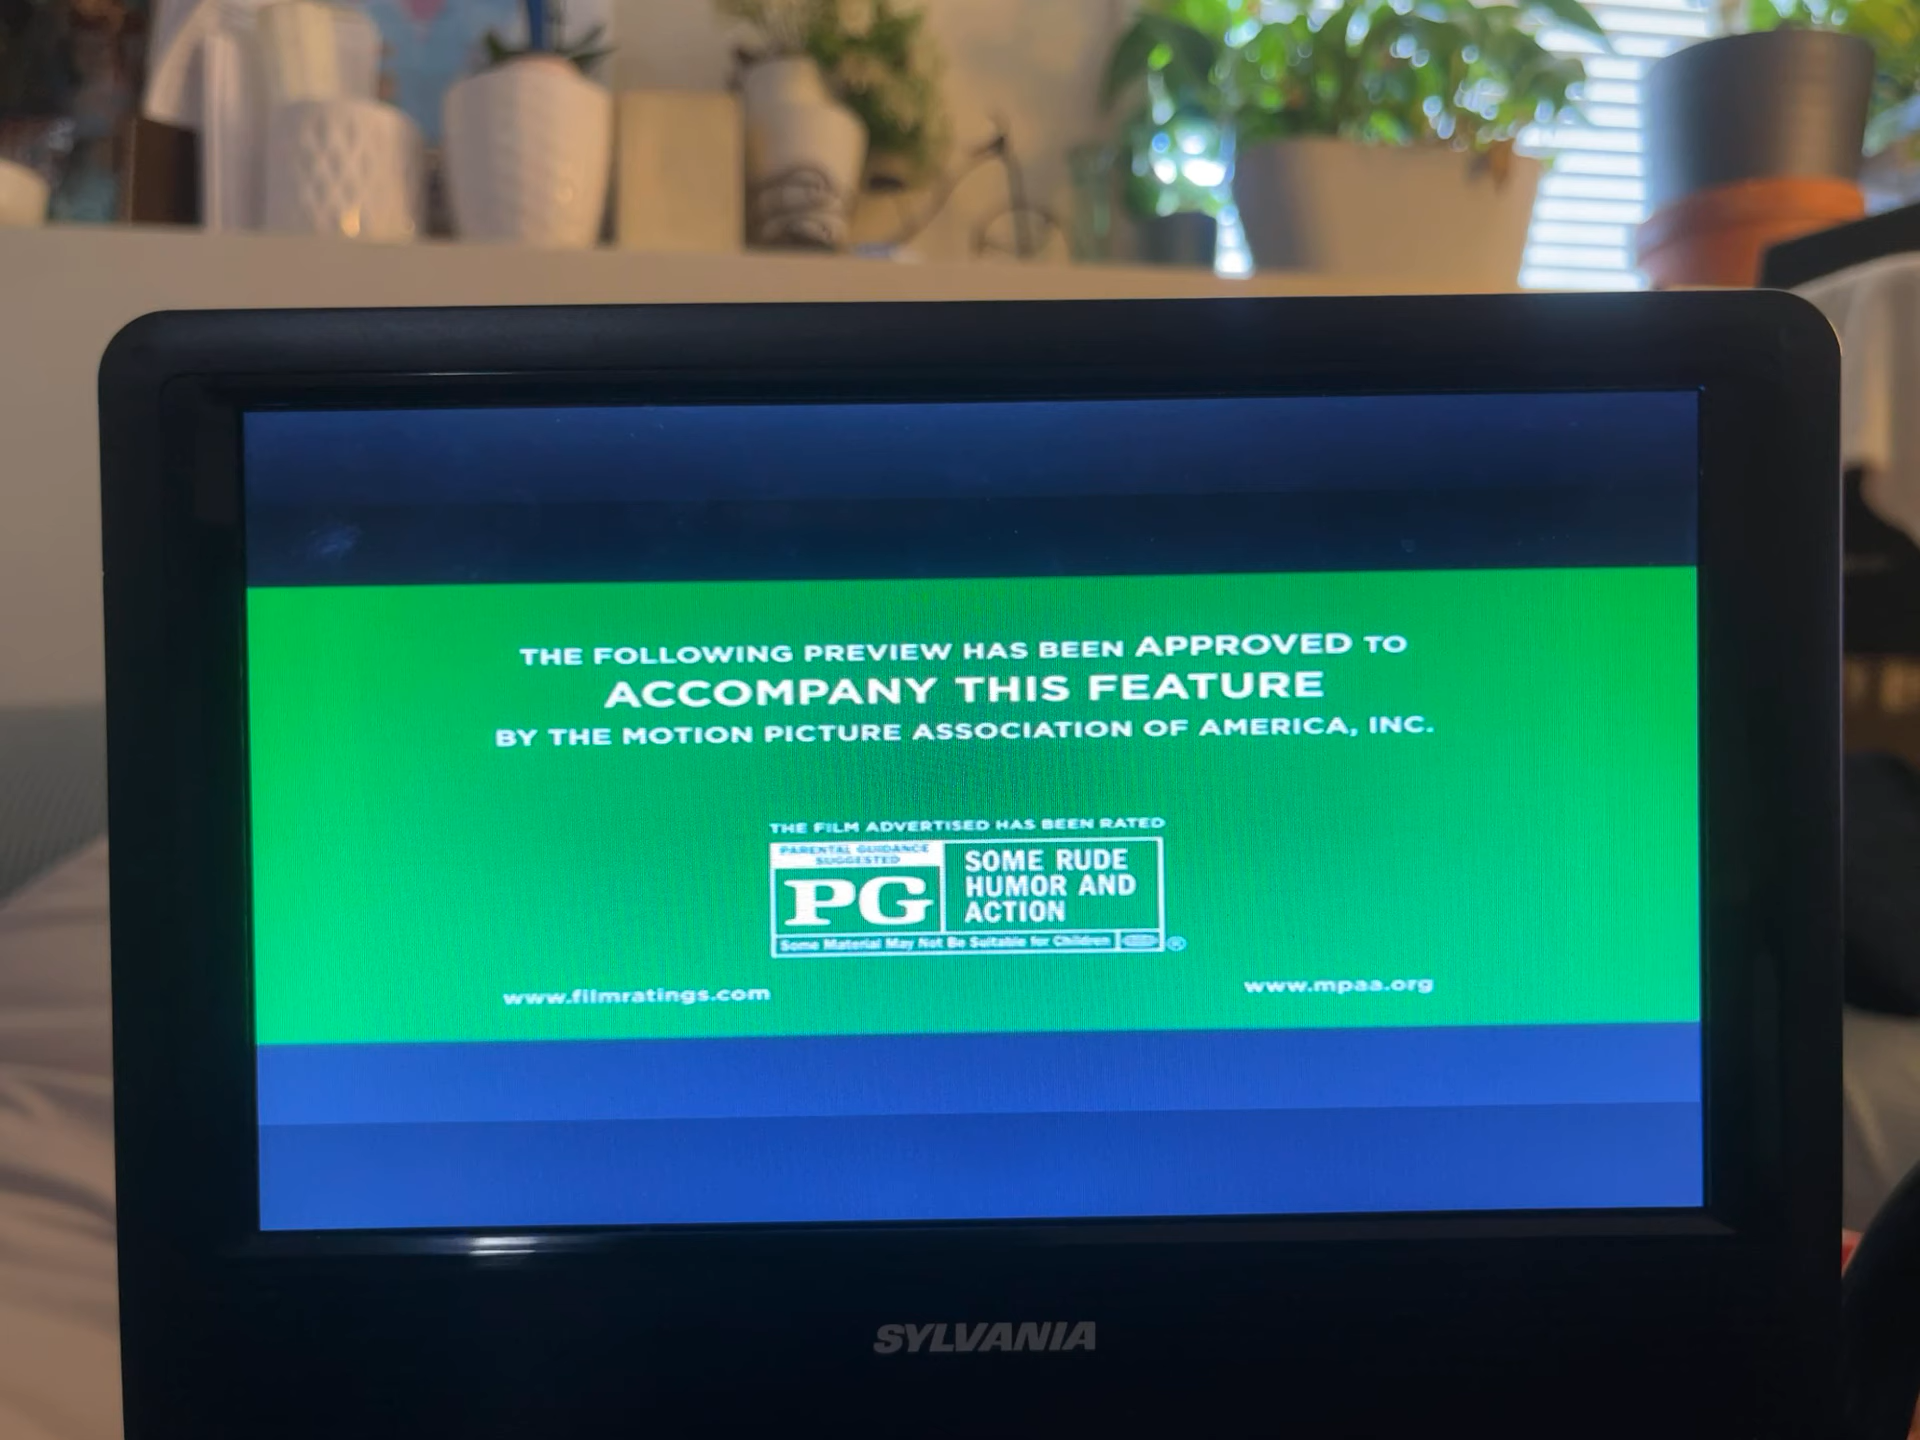 THE FOLLOWING PREVIEW HAS BEEN APPROVED TO
ACCOMPANY THIS FEATURE
BY THE MOTION PICTURE ASSOCIATION OF AMERICA, INC.
THE FILM ADVERTISED HAS BEEN RATED
PARENTAL GUIDANCE
SUGGESTED
PG
SOME RUDE
HUMOR AND
ACTION
Some Material May Not Be Suitable for Children
®
www.filmratings.com
www.mpaa.org
SYLVANIA